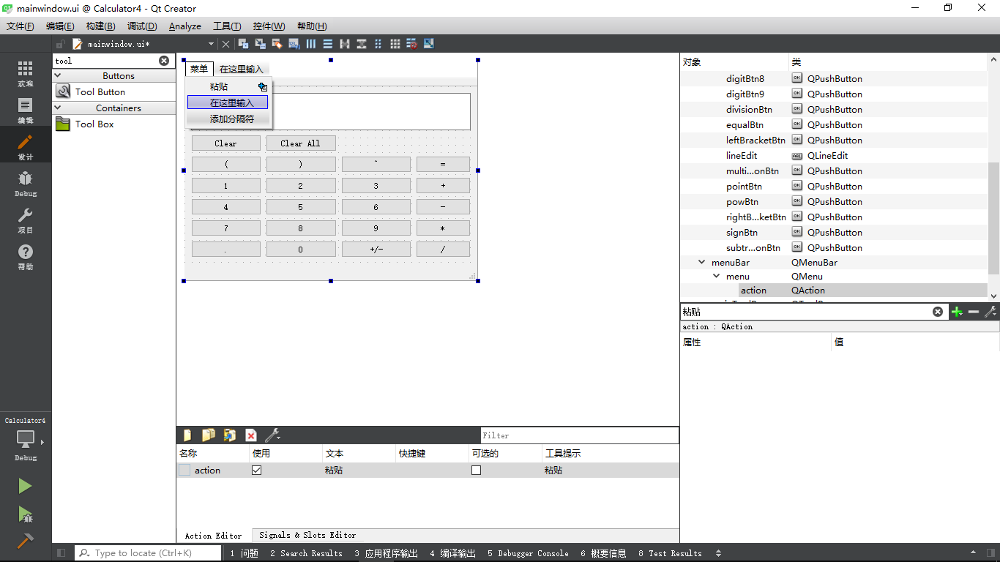 mainwindow.ui @ Calculator4 - Qt Creator
文件(F) 编辑(E) 构建(B) 调试(D) Analyze 工具(T) 控件(W) 帮助(H)
mainwindow.ui*
欢迎
编辑
设计
Debug
项目
帮助
Calculator4
Debug
tool
Buttons
Tool Button
Containers
Tool Box
菜单 在这里输入
粘贴
在这里输入
添加分隔符
Clear Clear All
( ) ^ =
1 2 3 +
4 5 6 -
7 8 9 *
. 0 +/- /
对象 类
digitBtn8 QPushButton
digitBtn9 QPushButton
divisionBtn QPushButton
equalBtn QPushButton
leftBracketBtn QPushButton
lineEdit QLineEdit
multi...onBtn QPushButton
pointBtn QPushButton
powBtn QPushButton
rightB...ketBtn QPushButton
signBtn QPushButton
subtr...onBtn QPushButton
menuBar QMenuBar
menu QMenu
action QAction
粘贴
action : QAction
属性 值
Filter
名称 使用 文本 快捷键 可选的 工具提示
action 粘贴 粘贴
Action Editor Signals & Slots Editor
Type to locate (Ctrl+K) 1 问题 2 Search Results 3 应用程序输出 4 编译输出 5 Debugger Console 6 概要信息 8 Test Results